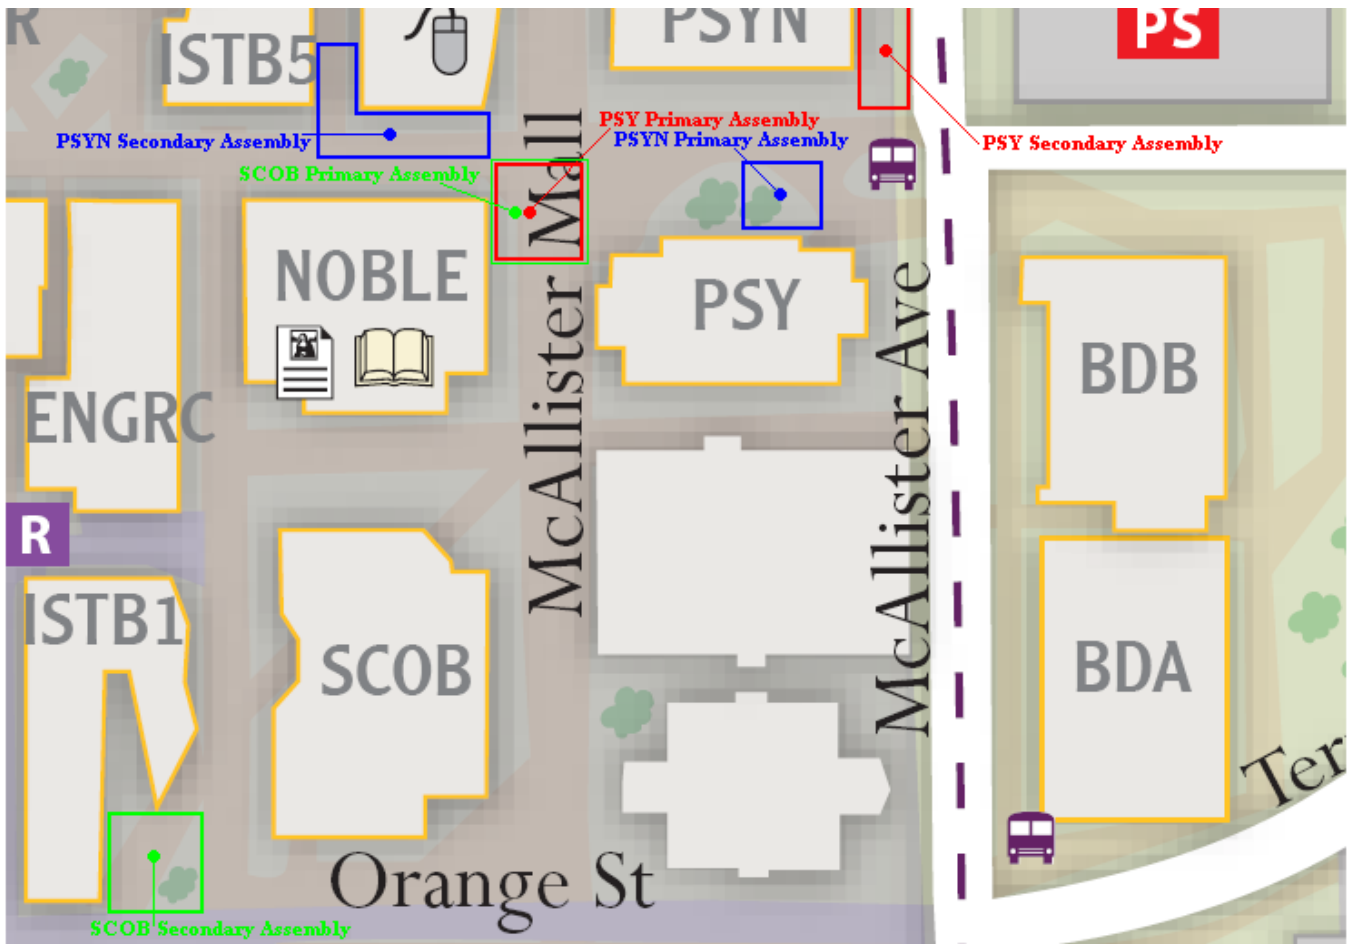 R
ISTB5
PSYN
PS
PSYN Secondary Assembly
PSY Primary Assembly
PSYN Primary Assembly
PSY Secondary Assembly
SCOB Primary Assembly
McAllister Mall
NOBLE
PSY
McAllister Ave
BDB
ENGRC
R
ISTB1
SCOB
BDA
Terr
Orange St
SCOB Secondary Assembly